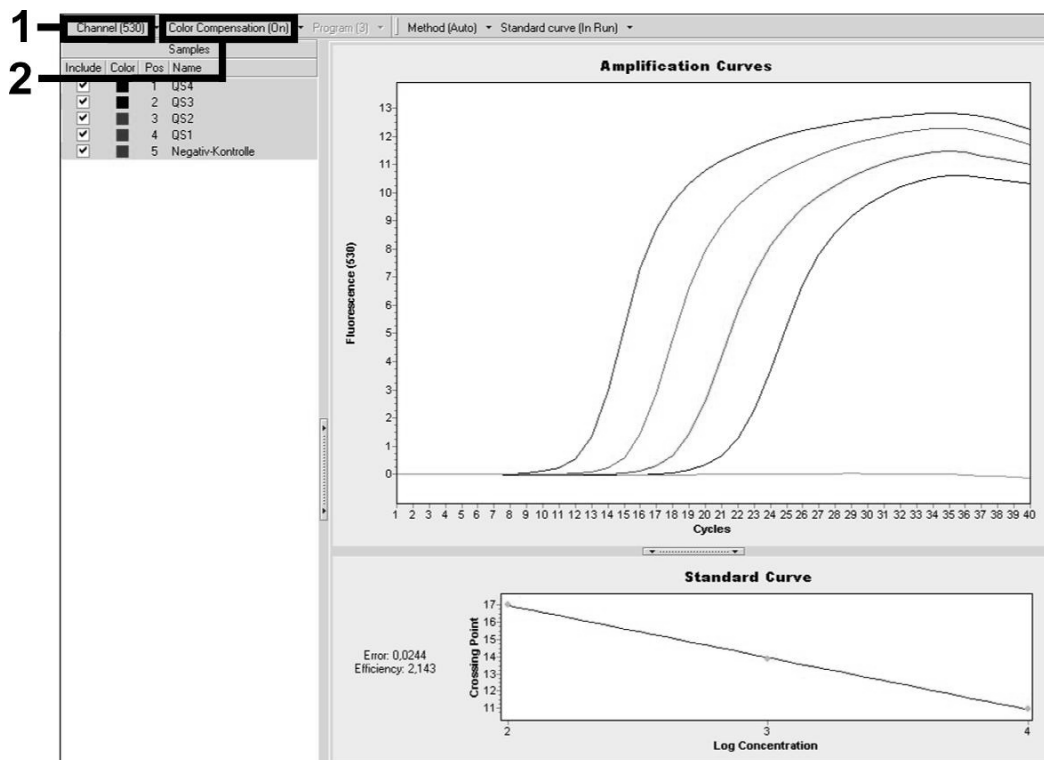 1
Channel (530)
Color Compensation (On)
Program (3)
Method (Auto)
Standard curve (In Run)
2
Samples
Include Color Pos Name
1 QS4
2 QS3
3 QS2
4 QS1
5 Negativ-Kontrolle
Amplification Curves
Fluorescence (530)
13
12
11
10
9
8
7
6
5
4
3
2
1
0
1 2 3 4 5 6 7 8 9 10 11 12 13 14 15 16 17 18 19 20 21 22 23 24 25 26 27 28 29 30 31 32 33 34 35 36 37 38 39 40
Cycles
Standard Curve
Error: 0,0244
Efficiency: 2,143
Crossing Point
17
16
15
14
13
12
11
2 3 4
Log Concentration